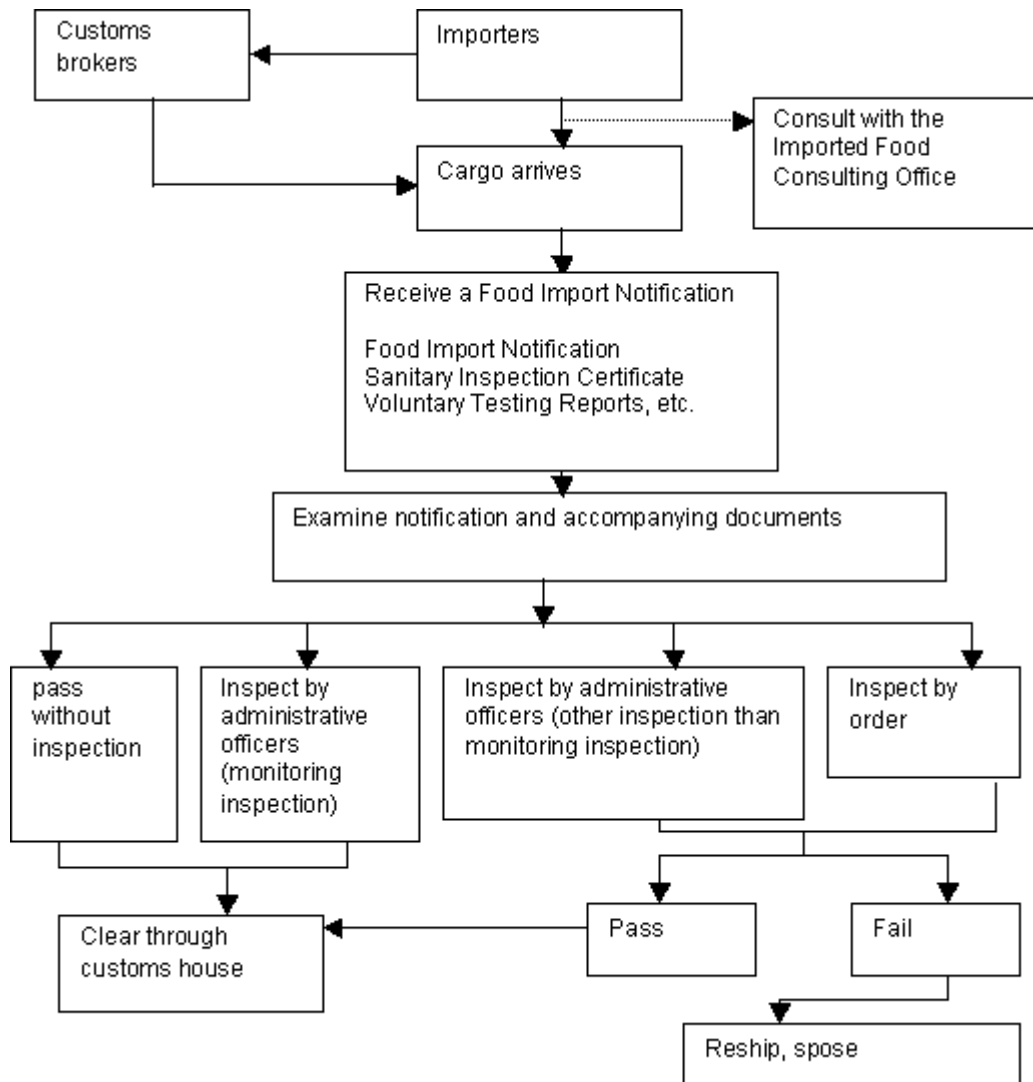 Customs
brokers
Importers
Consult with the
Imported Food
Consulting Office
Cargo arrives
Receive a Food Import Notification
Food Import Notification
Sanitary Inspection Certificate
Voluntary Testing Reports, etc.
Examine notification and accompanying documents
pass
without
inspection
Inspect by
administrative
officers
(monitoring
inspection)
Inspect by administrative
officers (other inspection than
monitoring inspection)
Inspect by
order
Clear through
customs house
Pass
Fail
Reship, spose